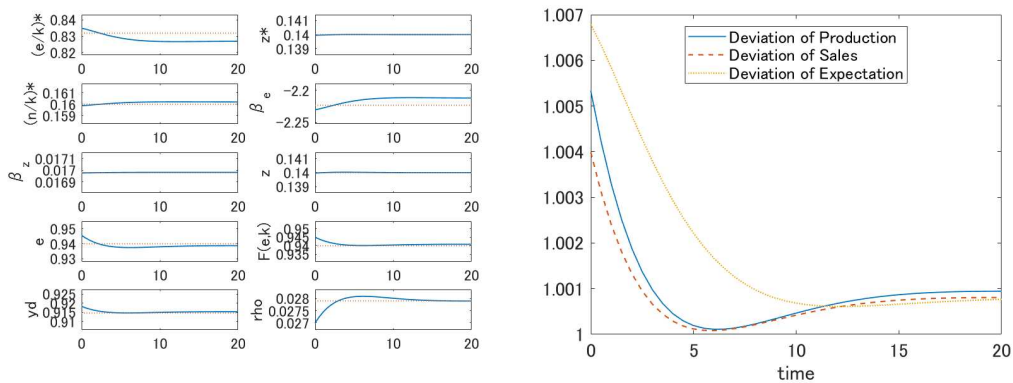 (e/k)*
0.84
0.83
0.82
0 10 20
z*
0.141
0.14
0.139
0 10 20
(n/k)*
0.161
0.16
0.159
0 10 20
β e
-2.2
-2.25
0 10 20
β z
0.0171
0.017
0.0169
0 10 20
z
0.141
0.14
0.139
0 10 20
e
0.95
0.94
0.93
0 10 20
F(e,k)
0.95
0.945
0.94
0.935
0 10 20
yd
0.925
0.92
0.915
0.91
0 10 20
rho
0.028
0.0275
0.027
0 10 20
1.007
1.006
1.005
1.004
1.003
1.002
1.001
1
Deviation of Production
Deviation of Sales
Deviation of Expectation
0 5 10 15 20
time